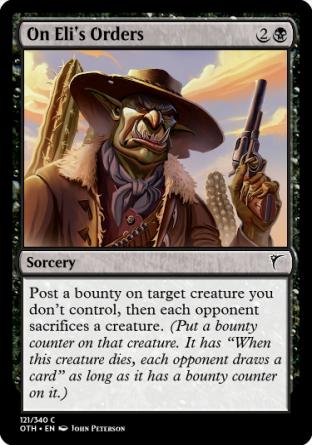 On Eli's Orders 2
Sorcery
Post a bounty on target creature you
don't control, then each opponent
sacrifices a creature. (Put a bounty
counter on that creature. It has “When
this creature dies, each opponent draws a
card” as long as it has a bounty counter
on it.)
121/340 C
OTH • EN John Peterson